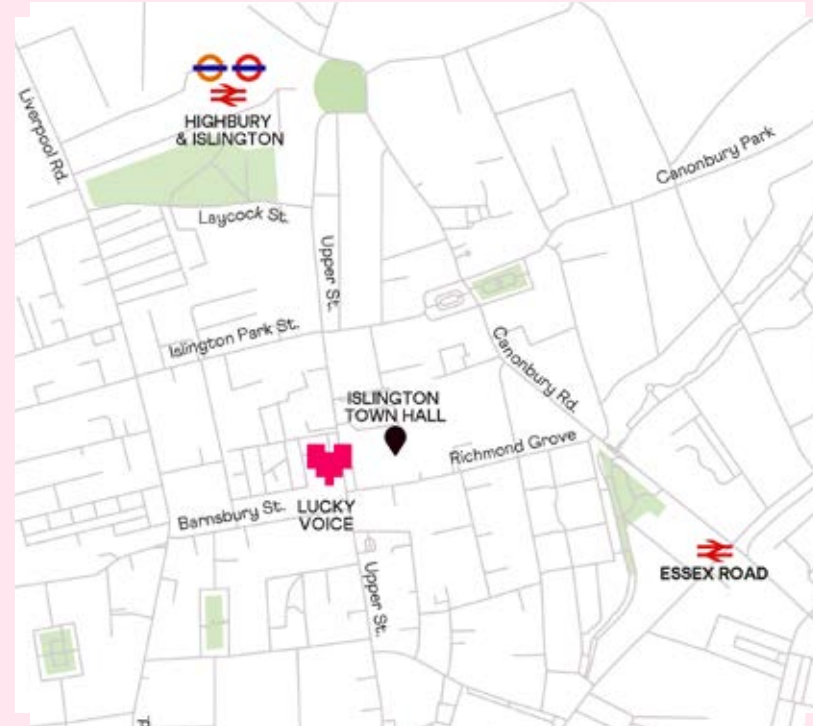 HIGHBURY
& ISLINGTON
Liverpool Rd.
Canonbury Park
Laycock St.
Upper St.
Islington Park St.
Canonbury Rd.
ISLINGTON
TOWN HALL
Richmond Grove
Barnsbury St.
LUCKY
VOICE
Upper St.
ESSEX ROAD